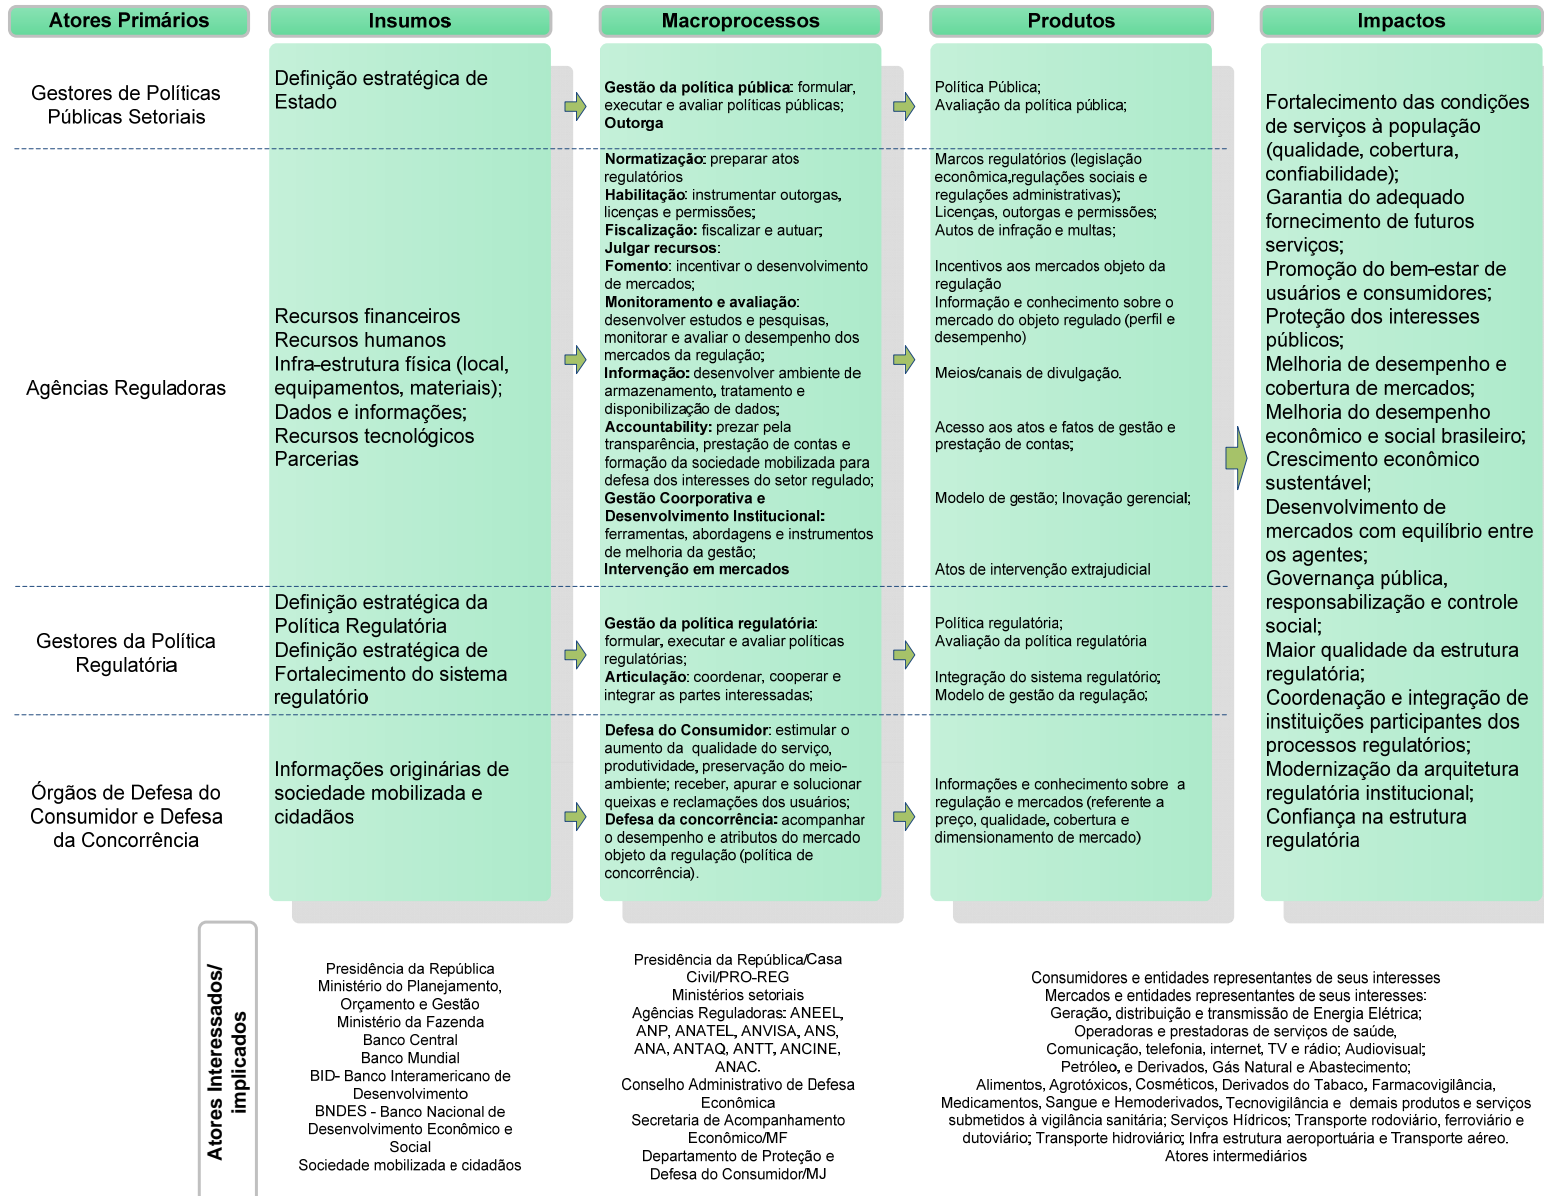 Atores Primários
Insumos
Macroprocessos
Produtos
Impactos
Gestores de Políticas
Públicas Setoriais
Definição estratégica de
Estado
Gestão da política pública: formular,
executar e avaliar políticas públicas;
Outorga
Política Pública;
Avaliação da política pública;
Agências Reguladoras
Recursos financeiros
Recursos humanos
Infra-estrutura física (local,
equipamentos, materiais);
Dados e informações;
Recursos tecnológicos
Parcerias
Normatização: preparar atos
regulatórios
Habilitação: instrumentar outorgas,
licenças e permissões;
Fiscalização: fiscalizar e autuar;
Julgar recursos:
Fomento: incentivar o desenvolvimento
de mercados;
Monitoramento e avaliação:
desenvolver estudos e pesquisas,
monitorar e avaliar o desempenho dos
mercados da regulação;
Informação: desenvolver ambiente de
armazenamento, tratamento e
disponibilização de dados;
Accountability: prezar pela
transparência, prestação de contas e
formação da sociedade mobilizada para
defesa dos interesses do setor regulado;
Gestão Coorporativa e
Desenvolvimento Institucional:
ferramentas, abordagens e instrumentos
de melhoria da gestão;
Intervenção em mercados
Marcos regulatórios (legislação
econômica,regulações sociais e
regulações administrativas);
Licenças, outorgas e permissões;
Autos de infração e multas;
Incentivos aos mercados objeto da
regulação
Informação e conhecimento sobre o
mercado do objeto regulado (perfil e
desempenho)
Meios/canais de divulgação.
Acesso aos atos e fatos de gestão e
prestação de contas;
Modelo de gestão; Inovação gerencial;
Atos de intervenção extrajudicial
Gestores da Política
Regulatória
Definição estratégica da
Política Regulatória
Definição estratégica de
Fortalecimento do sistema
regulatório
Gestão da política regulatória:
formular, executar e avaliar políticas
regulatórias;
Articulação: coordenar, cooperar e
integrar as partes interessadas;
Política regulatória;
Avaliação da política regulatória
Integração do sistema regulatório;
Modelo de gestão da regulação;
Órgãos de Defesa do
Consumidor e Defesa
da Concorrência
Informações originárias de
sociedade mobilizada e
cidadãos
Defesa do Consumidor: estimular o
aumento da qualidade do serviço,
produtividade, preservação do meio-
ambiente; receber, apurar e solucionar
queixas e reclamações dos usuários;
Defesa da concorrência: acompanhar
o desempenho e atributos do mercado
objeto da regulação (política de
concorrência).
Informações e conhecimento sobre a
regulação e mercados (referente a
preço, qualidade, cobertura e
dimensionamento de mercado)
Fortalecimento das condições
de serviços à população
(qualidade, cobertura,
confiabilidade);
Garantia do adequado
fornecimento de futuros
serviços;
Promoção do bem-estar de
usuários e consumidores;
Proteção dos interesses
públicos;
Melhoria de desempenho e
cobertura de mercados;
Melhoria do desempenho
econômico e social brasileiro;
Crescimento econômico
sustentável;
Desenvolvimento de
mercados com equilíbrio entre
os agentes;
Governança pública,
responsabilização e controle
social;
Maior qualidade da estrutura
regulatória;
Coordenação e integração de
instituições participantes dos
processos regulatórios;
Modernização da arquitetura
regulatória institucional;
Confiança na estrutura
regulatória
Atores Interessados/
implicados
Presidência da República
Ministério do Planejamento,
Orçamento e Gestão
Ministério da Fazenda
Banco Central
Banco Mundial
BID- Banco Interamericano de
Desenvolvimento
BNDES - Banco Nacional de
Desenvolvimento Econômico e
Social
Sociedade mobilizada e cidadãos
Presidência da República/Casa
Civil/PRO-REG
Ministérios setoriais
Agências Reguladoras: ANEEL,
ANP, ANATEL, ANVISA, ANS,
ANA, ANTAQ, ANTT, ANCINE,
ANAC.
Conselho Administrativo de Defesa
Econômica
Secretaria de Acompanhamento
Econômico/MF
Departamento de Proteção e
Defesa do Consumidor/MJ
Consumidores e entidades representantes de seus interesses
Mercados e entidades representantes de seus interesses:
Geração, distribuição e transmissão de Energia Elétrica;
Operadoras e prestadoras de serviços de saúde,
Comunicação, telefonia, internet, TV e rádio; Audiovisual;
Petróleo, e Derivados, Gás Natural e Abastecimento;
Alimentos, Agrotóxicos, Cosméticos, Derivados do Tabaco, Farmacovigilância,
Medicamentos, Sangue e Hemoderivados, Tecnovigilância e demais produtos e serviços
submetidos à vigilância sanitária; Serviços Hídricos; Transporte rodoviário, ferroviário e
dutoviário; Transporte hidroviário; Infra estrutura aeroportuária e Transporte aéreo.
Atores intermediários